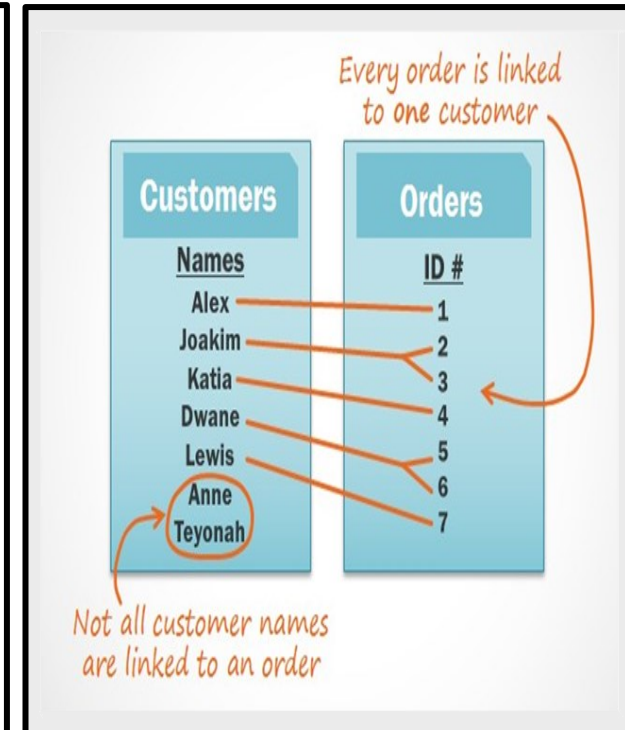 Every order is linked
to one customer
Customers
Names
Alex
Joakim
Katia
Dwane
Lewis
Anne
Teyonah
Orders
ID #
1
2
3
4
5
6
7
Not all customer names
are linked to an order